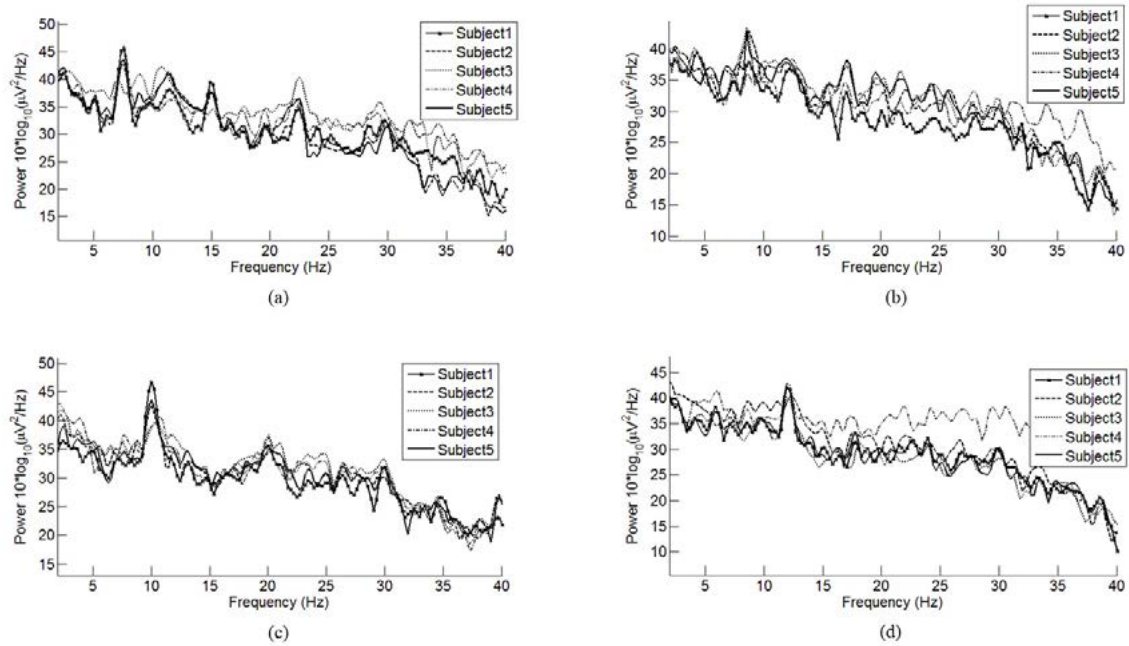 50
45
40
35
30
25
20
15
Power 10*log10(μV²/Hz)
5 10 15 20 25 30 35 40
Frequency (Hz)
Subject1
Subject2
Subject3
Subject4
Subject5
(a)
40
35
30
25
20
15
10
Power 10*log10(μV²/Hz)
5 10 15 20 25 30 35 40
Frequency (Hz)
Subject1
Subject2
Subject3
Subject4
Subject5
(b)
50
45
40
35
30
25
20
15
Power 10*log10(μV²/Hz)
5 10 15 20 25 30 35 40
Frequency (Hz)
Subject1
Subject2
Subject3
Subject4
Subject5
(c)
45
40
35
30
25
20
15
10
Power 10*log10(μV²/Hz)
5 10 15 20 25 30 35 40
Frequency (Hz)
Subject1
Subject2
Subject3
Subject4
Subject5
(d)